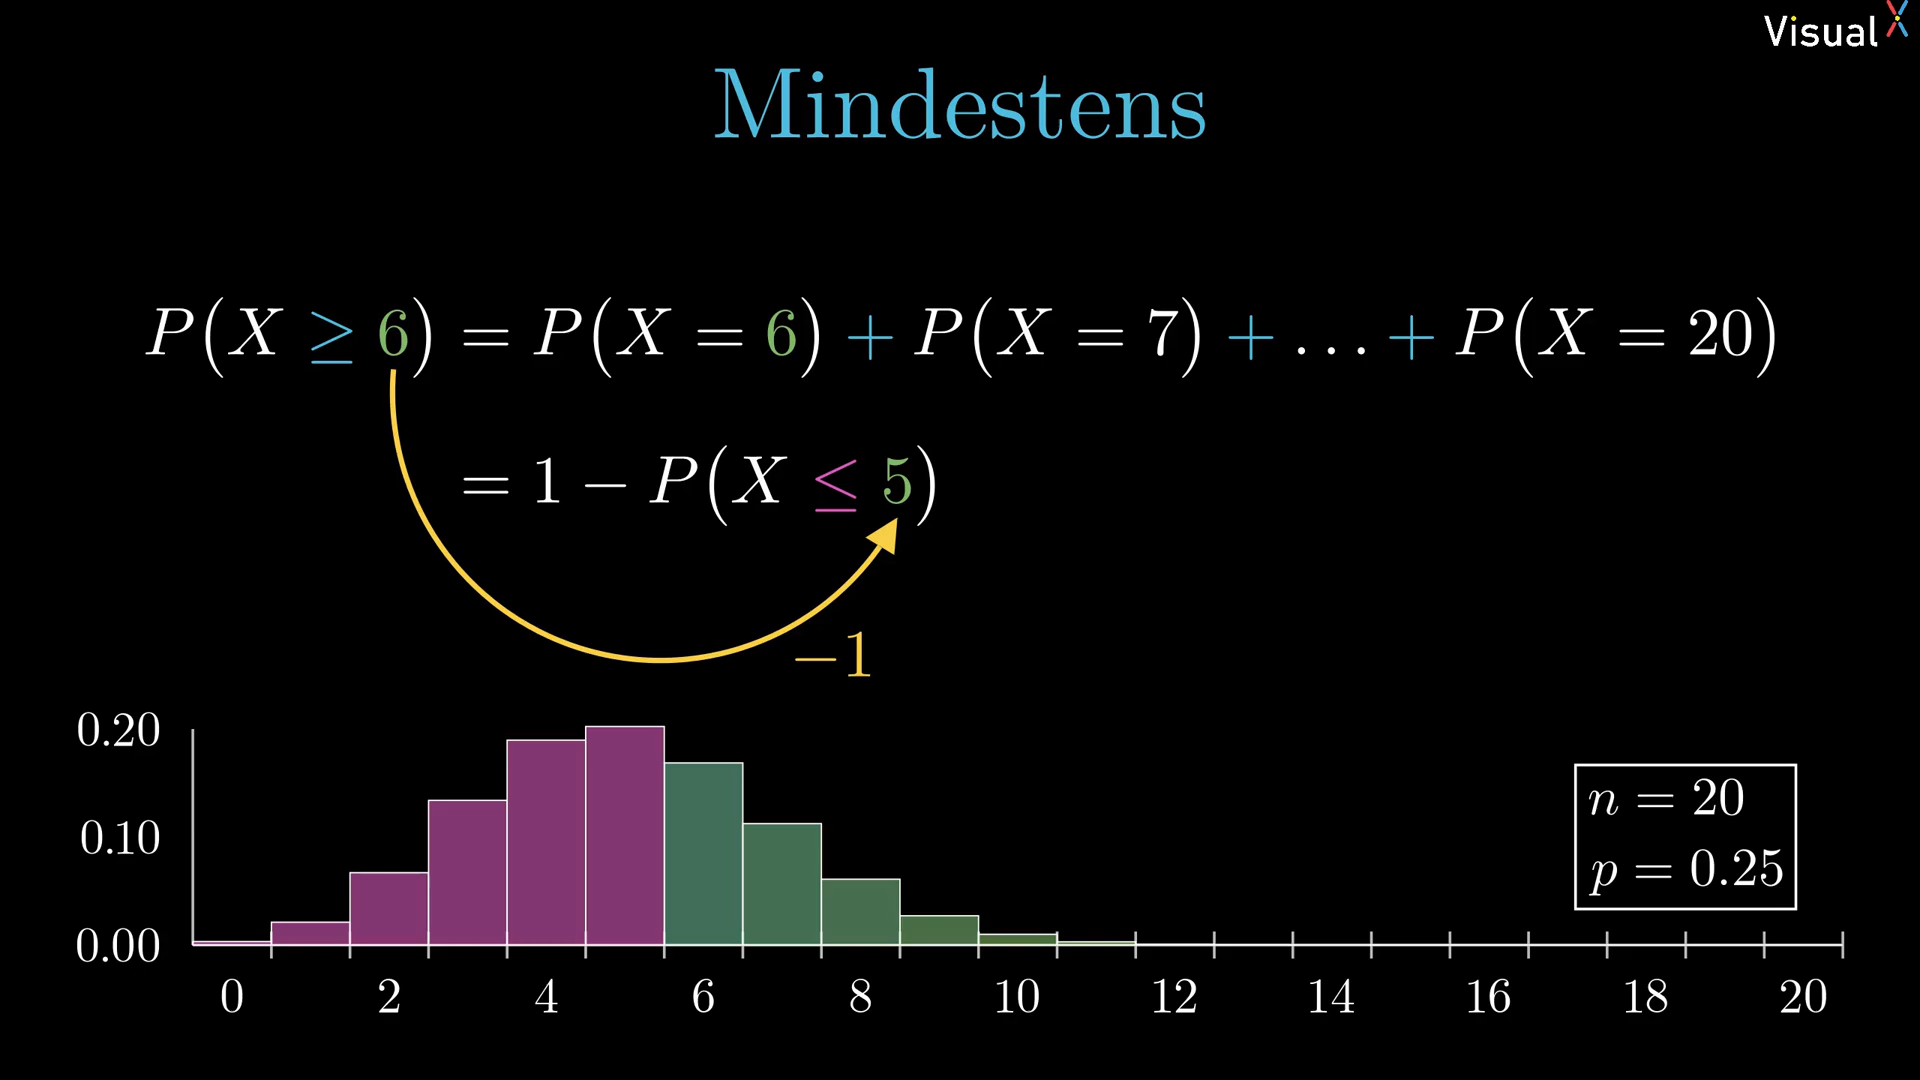 VisualX
Mindestens
P(X ≥ 6) = P(X = 6) + P(X = 7) + ... + P(X = 20)
= 1 − P(X ≤ 5)
−1
0.20
0.10
0.00
n = 20
p = 0.25
0 2 4 6 8 10 12 14 16 18 20